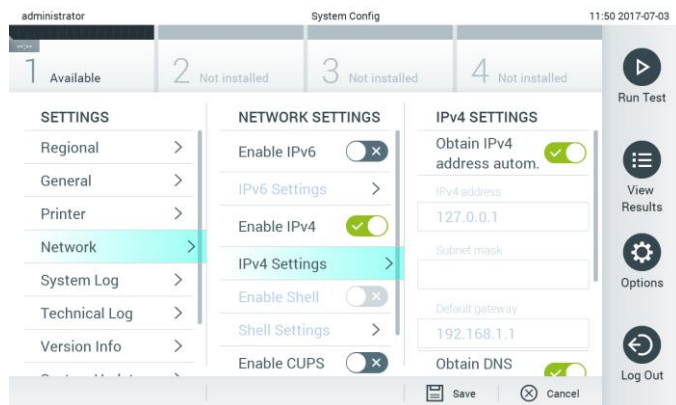 administrator System Config 11:50 2017-07-03
--:--
1 Available 2 Not installed 3 Not installed 4 Not installed
Run Test
View
Results
Options
Log Out
SETTINGS
Regional
General
Printer
Network
System Log
Technical Log
Version Info
NETWORK SETTINGS
Enable IPv6
IPv6 Settings
Enable IPv4
IPv4 Settings
Enable Shell
Shell Settings
Enable CUPS
IPv4 SETTINGS
Obtain IPv4
address autom.
IPv4 address
127.0.0.1
Subnet mask
Default gateway
192.168.1.1
Obtain DNS
Save Cancel